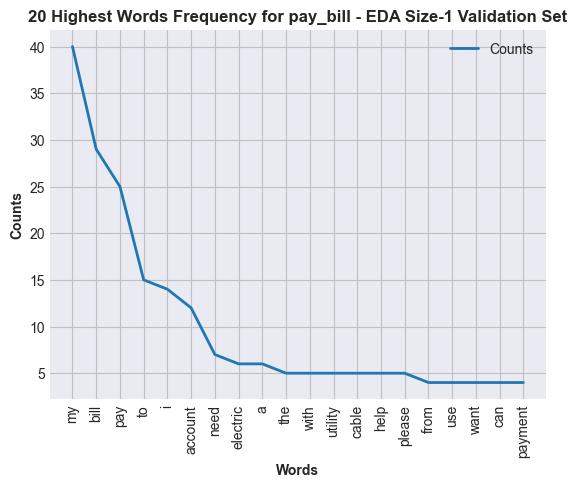 20 Highest Words Frequency for pay_bill - EDA Size-1 Validation Set
Counts
40
35
30
25
20
15
10
5
Counts
my
bill
pay
to
i
account
need
electric
a
the
with
utility
cable
help
please
from
use
want
can
payment
Words